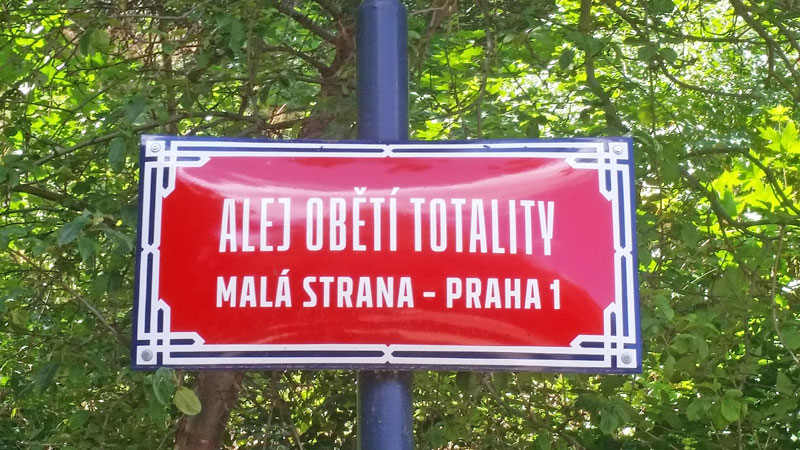 ALEJ OBĚTÍ TOTALITY
MALÁ STRANA – PRAHA 1